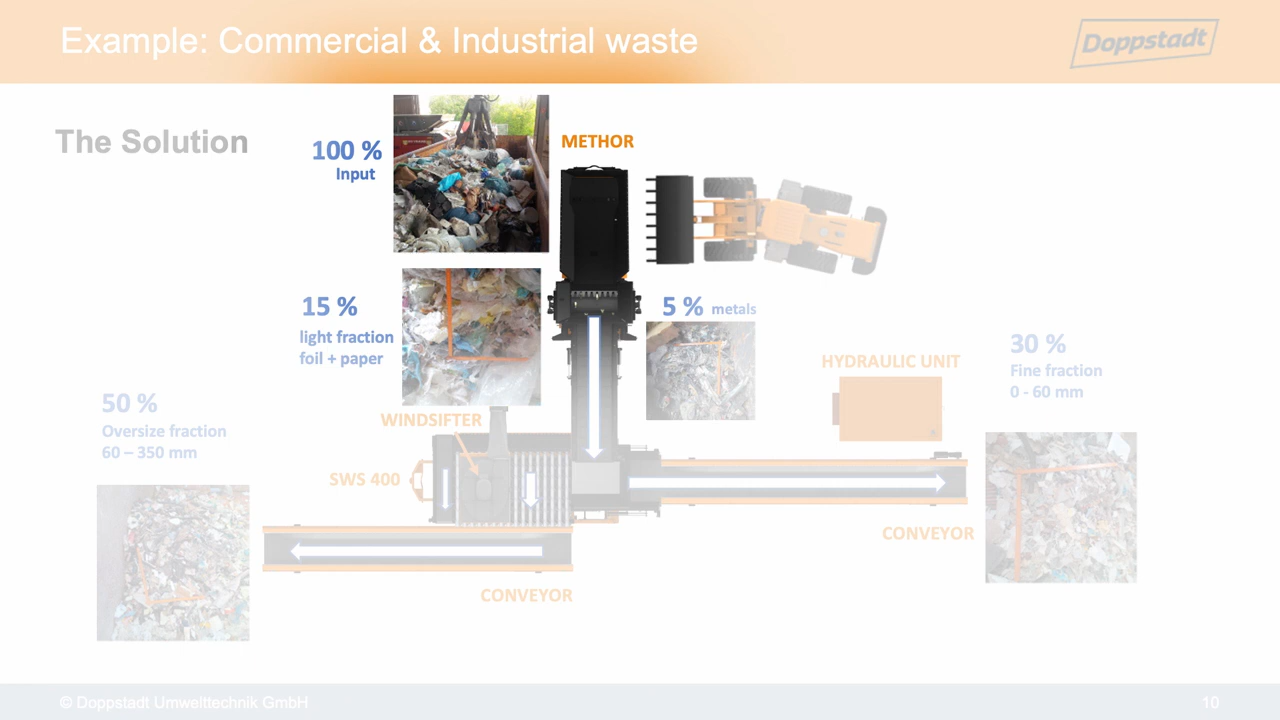 Example: Commercial & Industrial waste
Doppstadt
The Solution
100 %
Input
METHOR
15 %
light fraction
foil + paper
5 % metals
HYDRAULIC UNIT
30 %
Fine fraction
0 - 60 mm
50 %
Oversize fraction
60 – 350 mm
WINDSIFTER
SWS 400
CONVEYOR
CONVEYOR
© Doppstadt Umwelttechnik GmbH
10